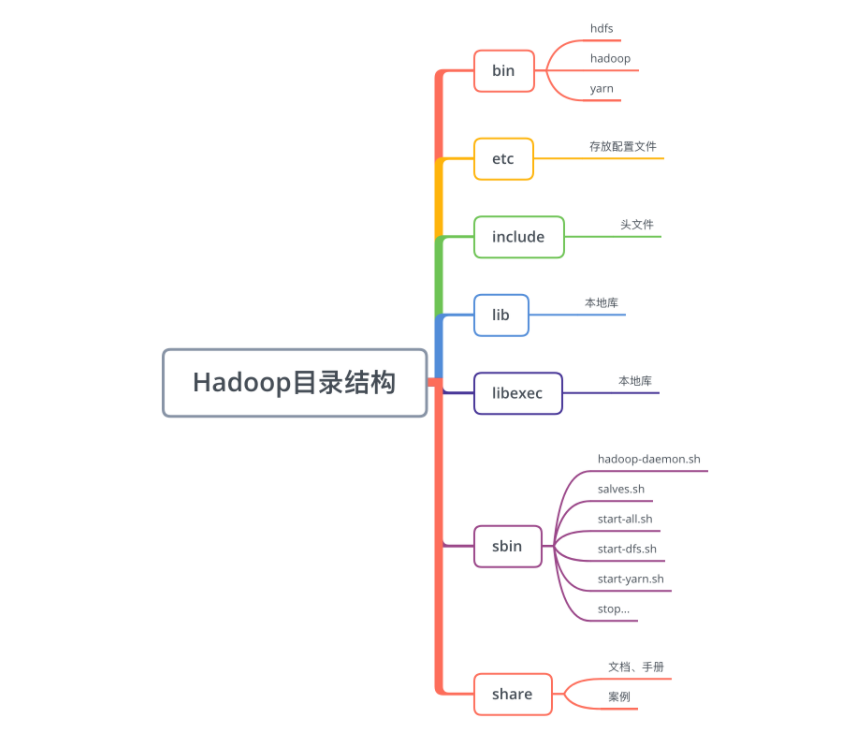 Hadoop目录结构
bin
hdfs
hadoop
yarn
etc
存放配置文件
include
头文件
lib
本地库
libexec
本地库
sbin
hadoop-daemon.sh
salves.sh
start-all.sh
start-dfs.sh
start-yarn.sh
stop...
share
文档、手册
案例